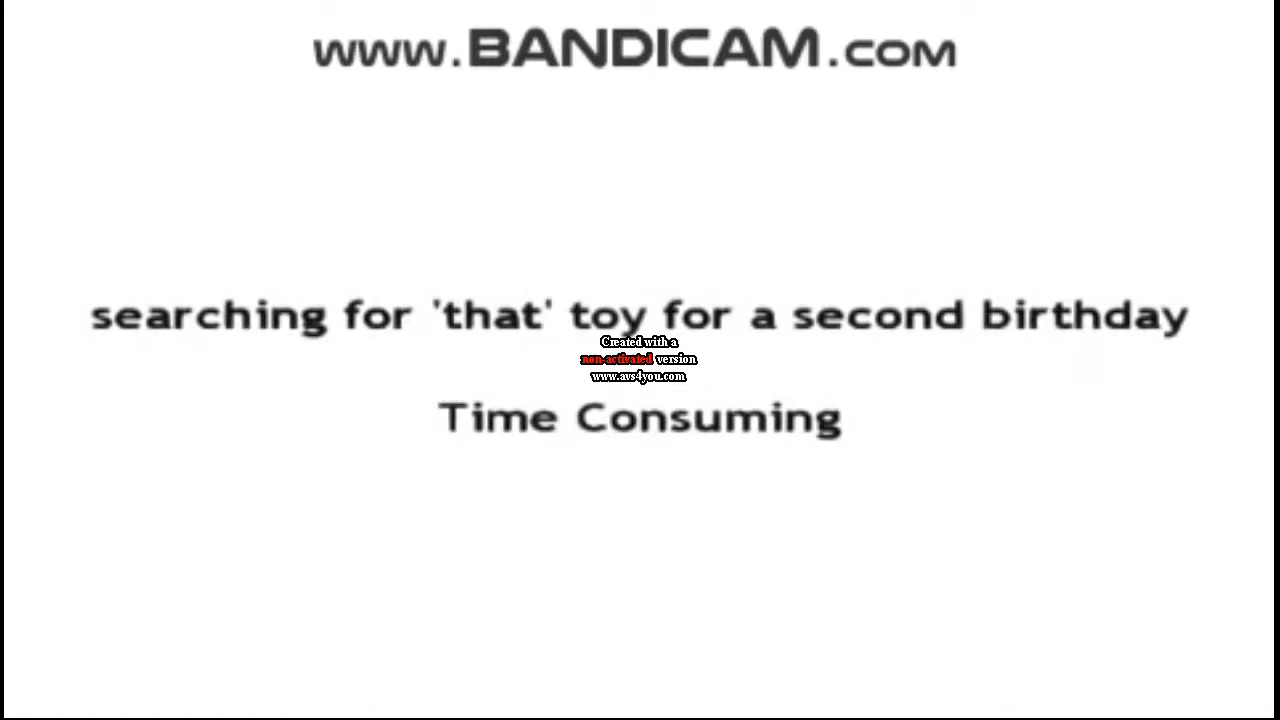 www.BANDICAM.COM
searching for 'that' toy for a second birthday
Created with a
non-activated version
www.avs4you.com
Time Consuming